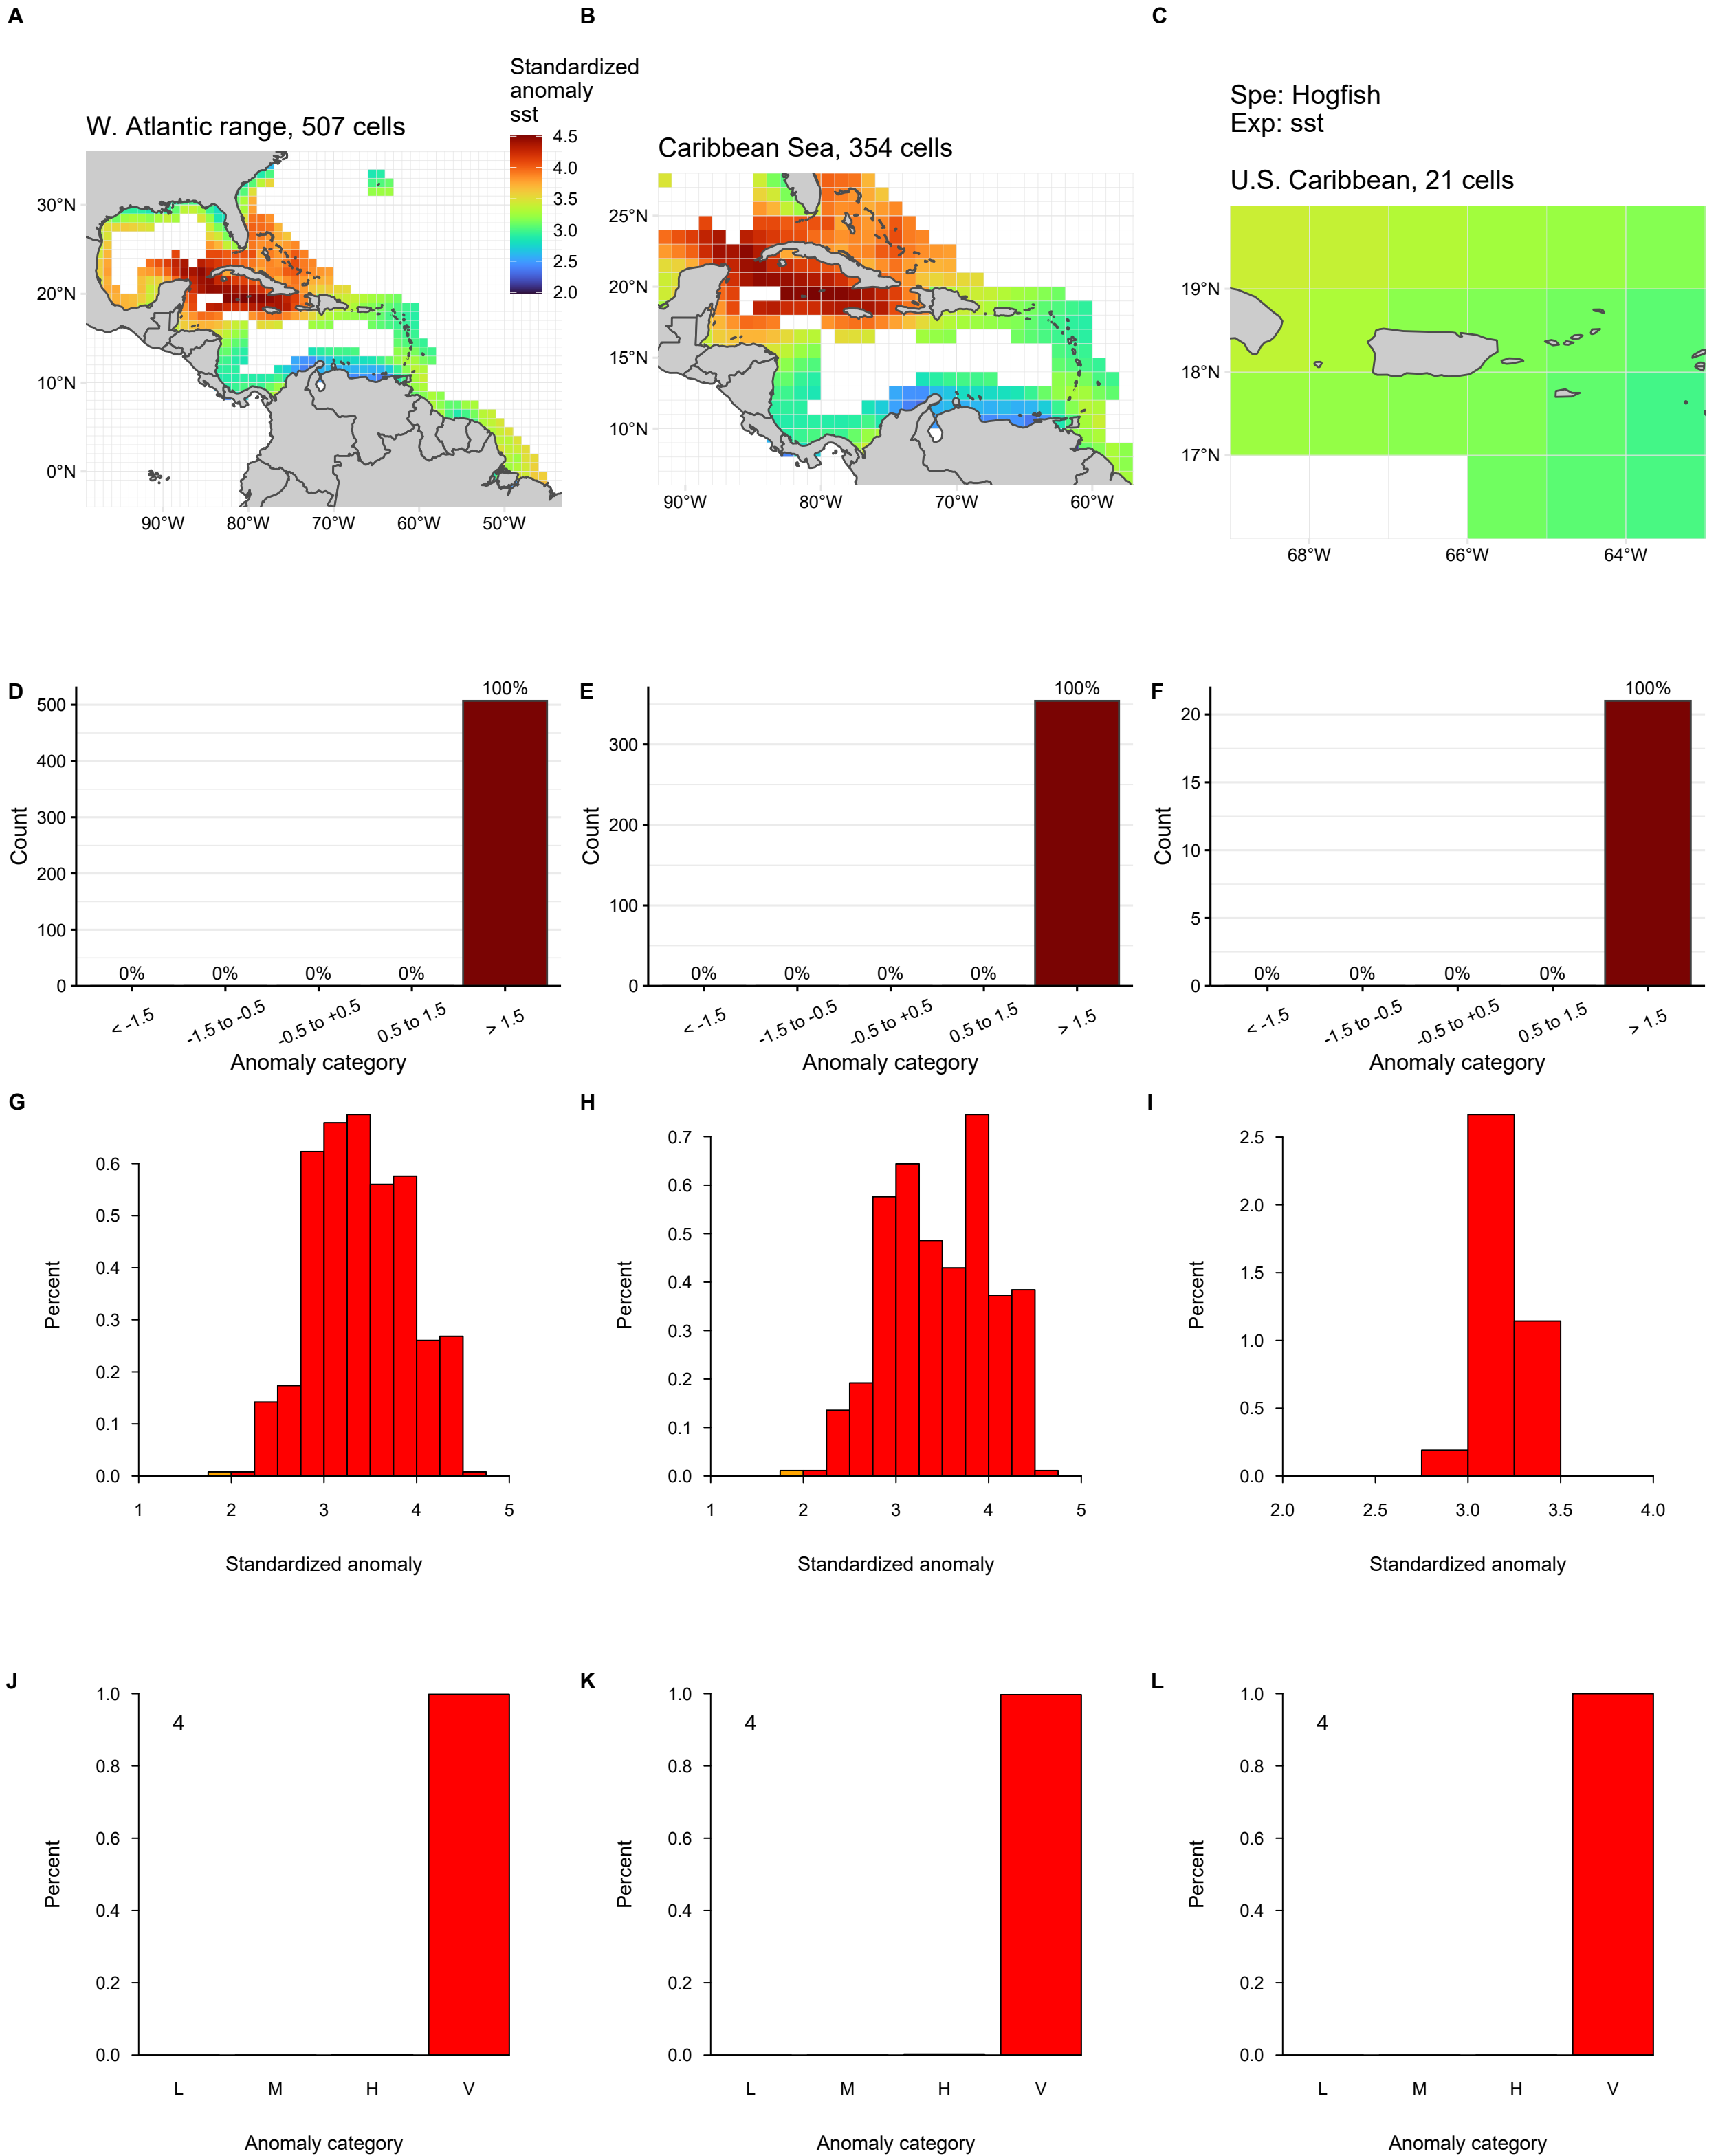 A
B
C
Standardized
anomaly
sst
4.5
4.0
3.5
3.0
2.5
2.0
W. Atlantic range, 507 cells
30°N
20°N
10°N
0°N
90°W 80°W 70°W 60°W 50°W
Caribbean Sea, 354 cells
25°N
20°N
15°N
10°N
90°W 80°W 70°W 60°W
Spe: Hogfish
Exp: sst
U.S. Caribbean, 21 cells
19°N
18°N
17°N
68°W 66°W 64°W
D
Count
500
400
300
200
100
0
0% 0% 0% 0% 100%
< -1.5 -1.5 to -0.5 -0.5 to +0.5 0.5 to 1.5 > 1.5
Anomaly category
E
Count
300
200
100
0
0% 0% 0% 0% 100%
< -1.5 -1.5 to -0.5 -0.5 to +0.5 0.5 to 1.5 > 1.5
Anomaly category
F
Count
20
15
10
5
0
0% 0% 0% 0% 100%
< -1.5 -1.5 to -0.5 -0.5 to +0.5 0.5 to 1.5 > 1.5
Anomaly category
G
Percent
0.6
0.5
0.4
0.3
0.2
0.1
0.0
1 2 3 4 5
Standardized anomaly
H
Percent
0.7
0.6
0.5
0.4
0.3
0.2
0.1
0.0
1 2 3 4 5
Standardized anomaly
I
Percent
2.5
2.0
1.5
1.0
0.5
0.0
2.0 2.5 3.0 3.5 4.0
Standardized anomaly
J
4
Percent
1.0
0.8
0.6
0.4
0.2
0.0
L M H V
Anomaly category
K
4
Percent
1.0
0.8
0.6
0.4
0.2
0.0
L M H V
Anomaly category
L
4
Percent
1.0
0.8
0.6
0.4
0.2
0.0
L M H V
Anomaly category